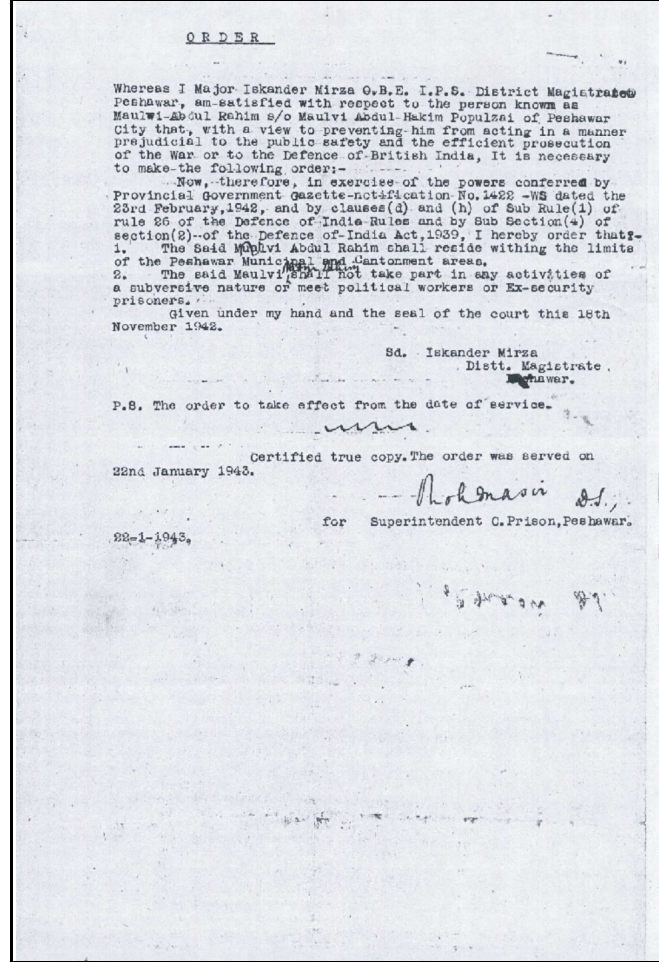 ORDER
Whereas I Major Iskander Mirza O.B.E. I.P.S. District Magistrate
Peshawar, am-satisfied with respect to the person known as
Maulwi-Abdul Rahim s/o Maulvi Abdul-Hakim Populzai of Peshawar
City that, with a view to preventing-him from acting in a manner
prejudicial to the public safety and the efficient prosecution
of the War or to the Defence of British India, It is necessary
to make the following order:-
Now, therefore, in exercise of the powers conferred by
Provincial Government Gazette-notification No.1422 -WS dated the
23rd February,1942, and by clauses(d) and (h) of Sub Rule(1) of
rule 26 of the Defence of India Rules and by Sub Section(4) of
section(2)-of the Defence of India Act,1939, I hereby order that:-
1. The Said Maulvi Abdul Rahim shall reside withing the limits
of the Peshawar Municipal and Cantonment areas.
2. The said Maulvi Abdul Rahim shall not take part in any activities of
a subversive nature or meet political workers or Ex-security
prisoners.
Given under my hand and the seal of the court this 18th
November 1942.
Sd. Iskander Mirza
Distt. Magistrate.
Peshawar.
P.S. The order to take effect from the date of service.
Certified true copy.The order was served on
22nd January 1943.
D.S.,
for Superintendent C.Prison,Peshawar.
22-1-1943.